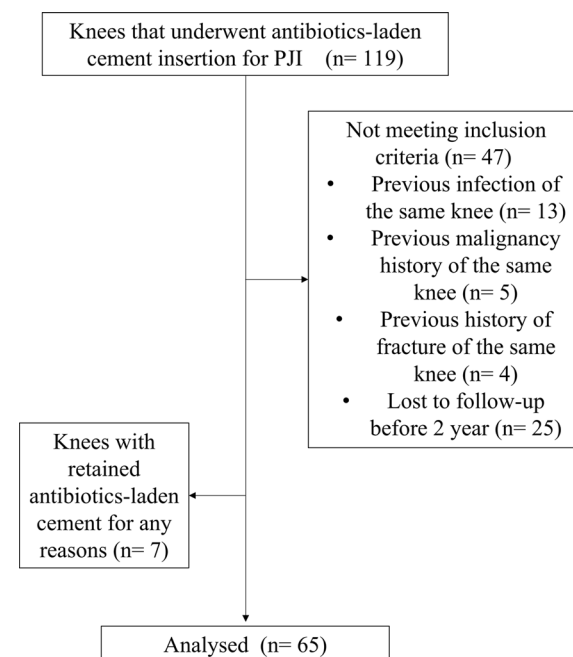 Knees that underwent antibiotics-laden
cement insertion for PJI (n= 119)
Not meeting inclusion
criteria (n= 47)
• Previous infection of
the same knee (n= 13)
• Previous malignancy
history of the same
knee (n= 5)
• Previous history of
fracture of the same
knee (n= 4)
• Lost to follow-up
before 2 year (n= 25)
Knees with
retained
antibiotics-laden
cement for any
reasons (n= 7)
Analysed (n= 65)